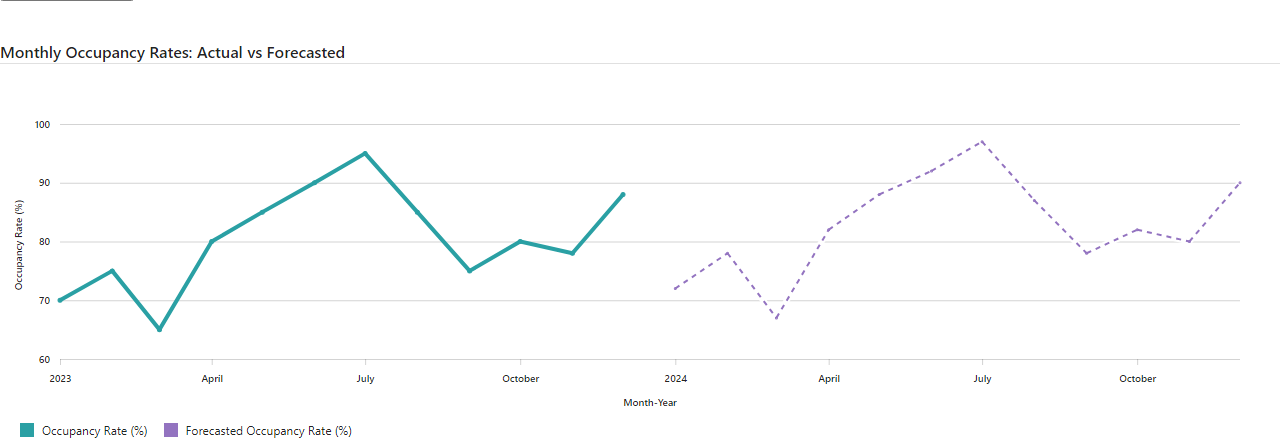 Monthly Occupancy Rates: Actual vs Forecasted
100
90
80
70
60
Occupancy Rate (%)
2023 April July October 2024 April July October
Month-Year
Occupancy Rate (%) Forecasted Occupancy Rate (%)